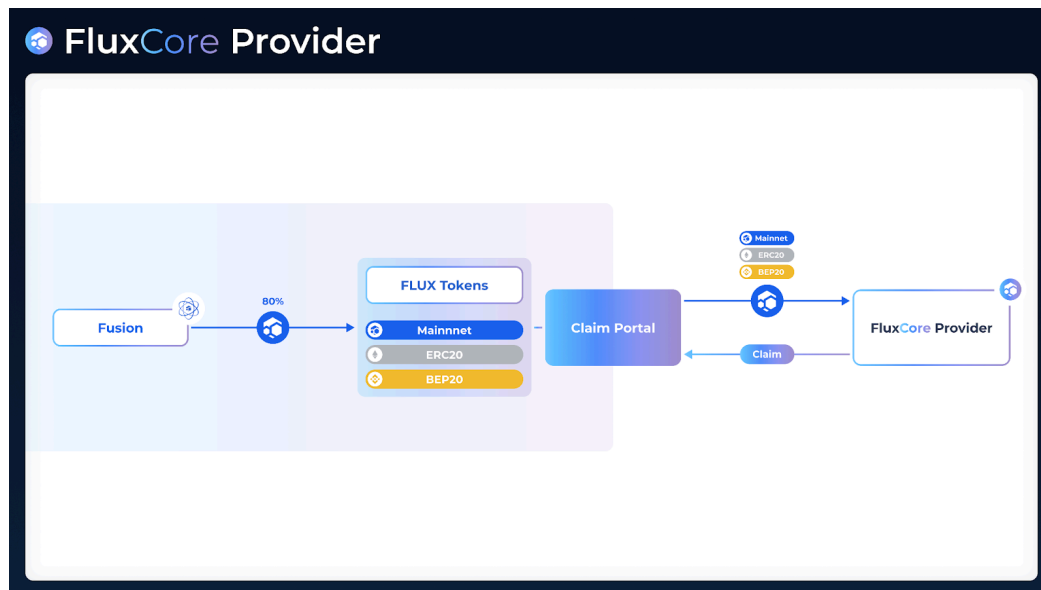 FluxCore Provider
Fusion
80%
FLUX Tokens
Mainnnet
ERC20
BEP20
Claim Portal
Mainnet
ERC20
BEP20
Claim
FluxCore Provider